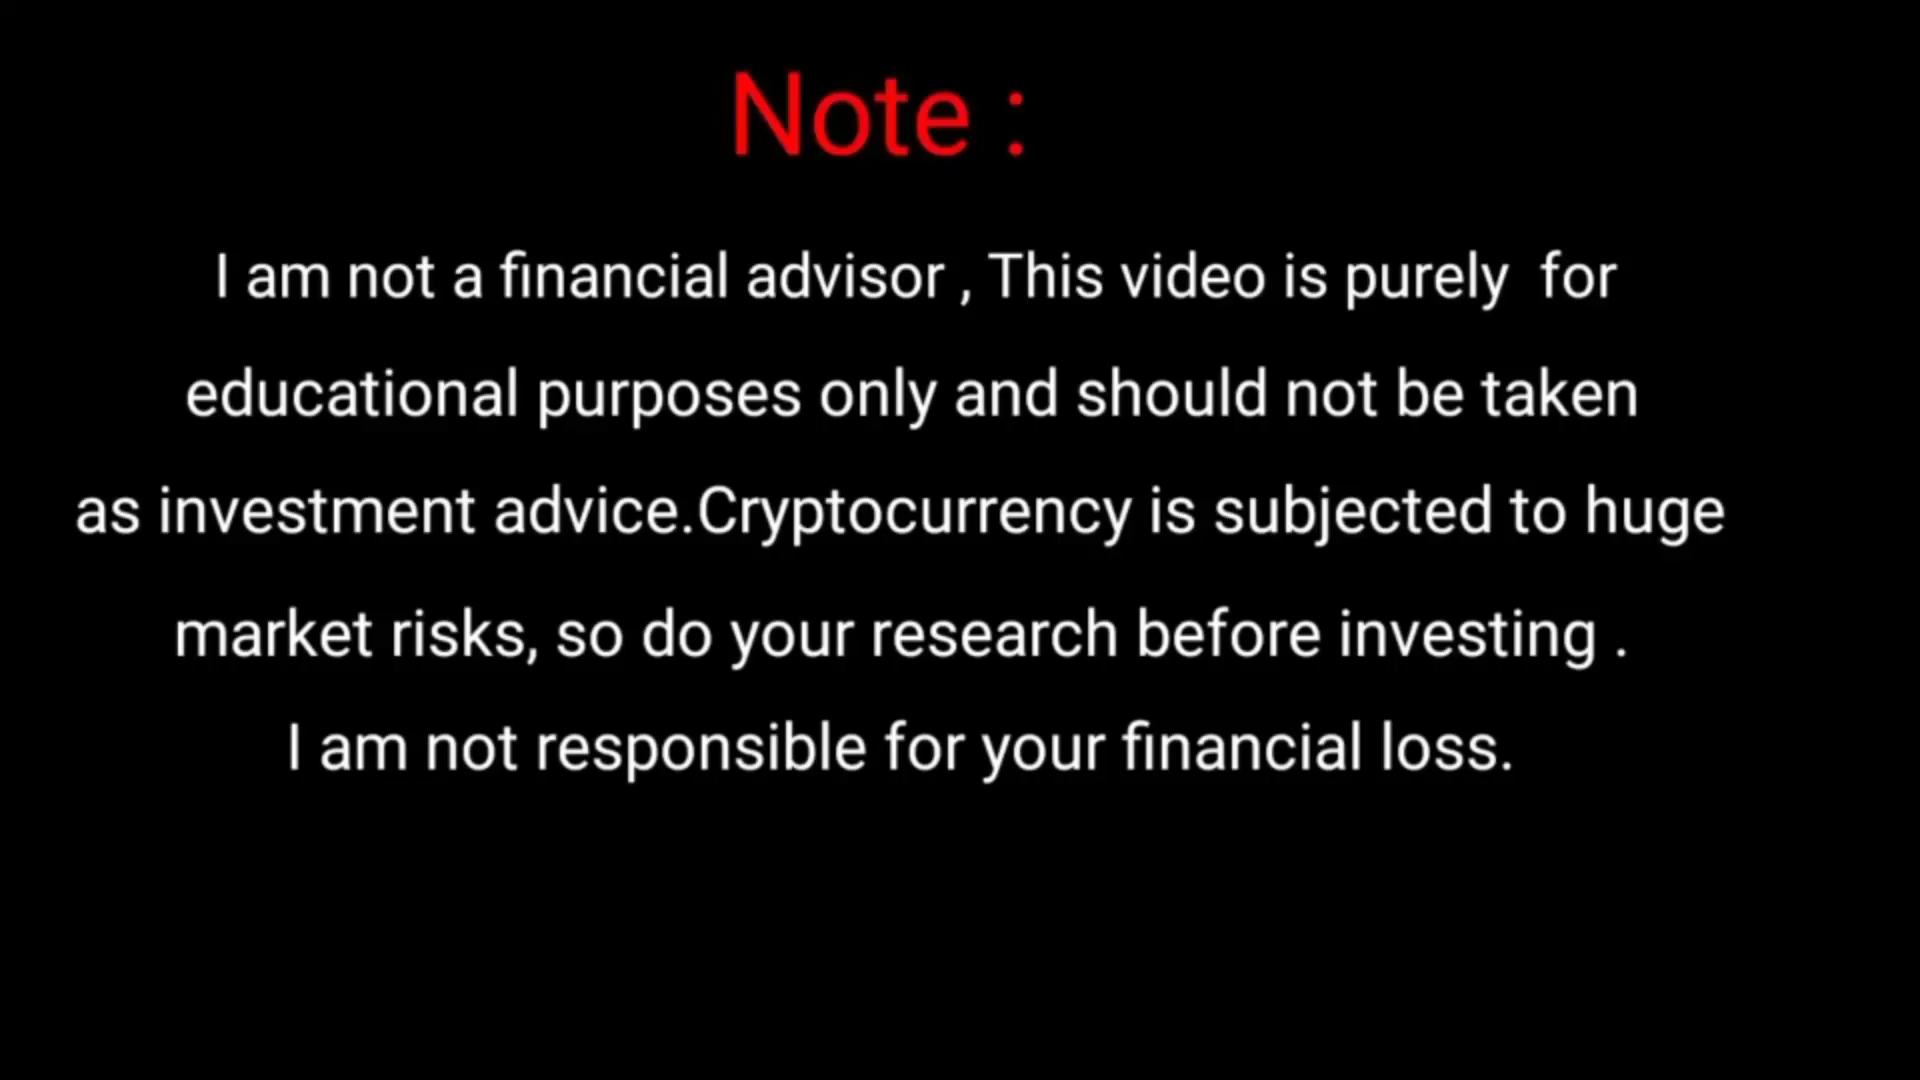 Note :
I am not a financial advisor , This video is purely  for
educational purposes only and should not be taken
as investment advice.Cryptocurrency is subjected to huge
market risks, so do your research before investing .
I am not responsible for your financial loss.